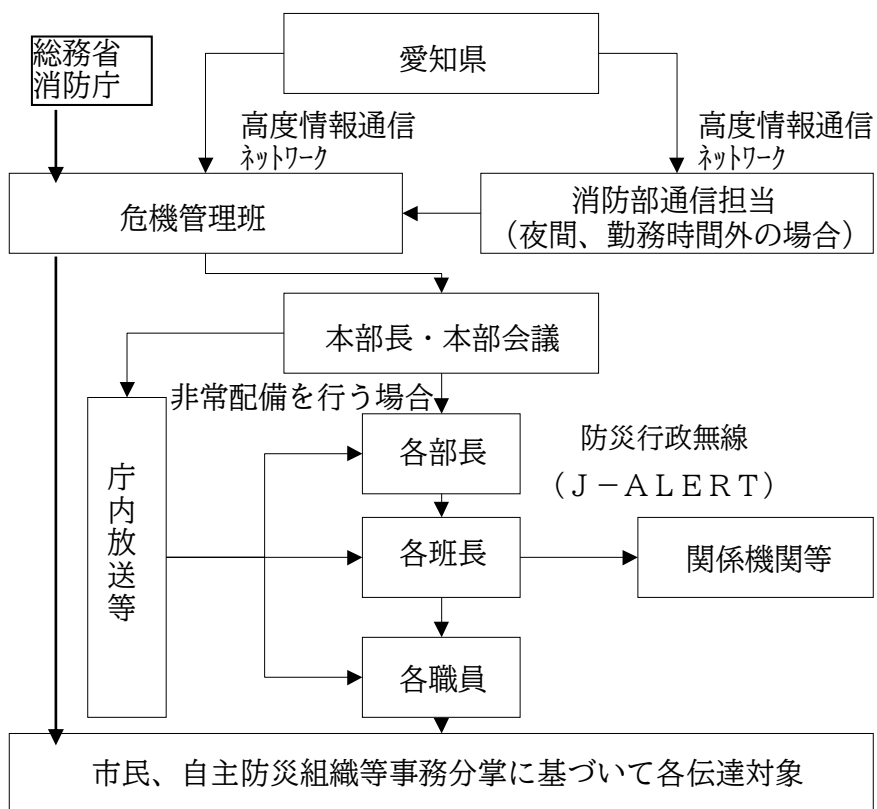 総務省
消防庁
愛知県
高度情報通信
ﾈｯﾄﾜｰｸ
高度情報通信
ﾈｯﾄﾜｰｸ
危機管理班
消防部通信担当
（夜間、勤務時間外の場合）
本部長・本部会議
非常配備を行う場合
庁内放送等
各部長
防災行政無線
（Ｊ－ＡＬＥＲＴ）
各班長
関係機関等
各職員
市民、自主防災組織等事務分掌に基づいて各伝達対象